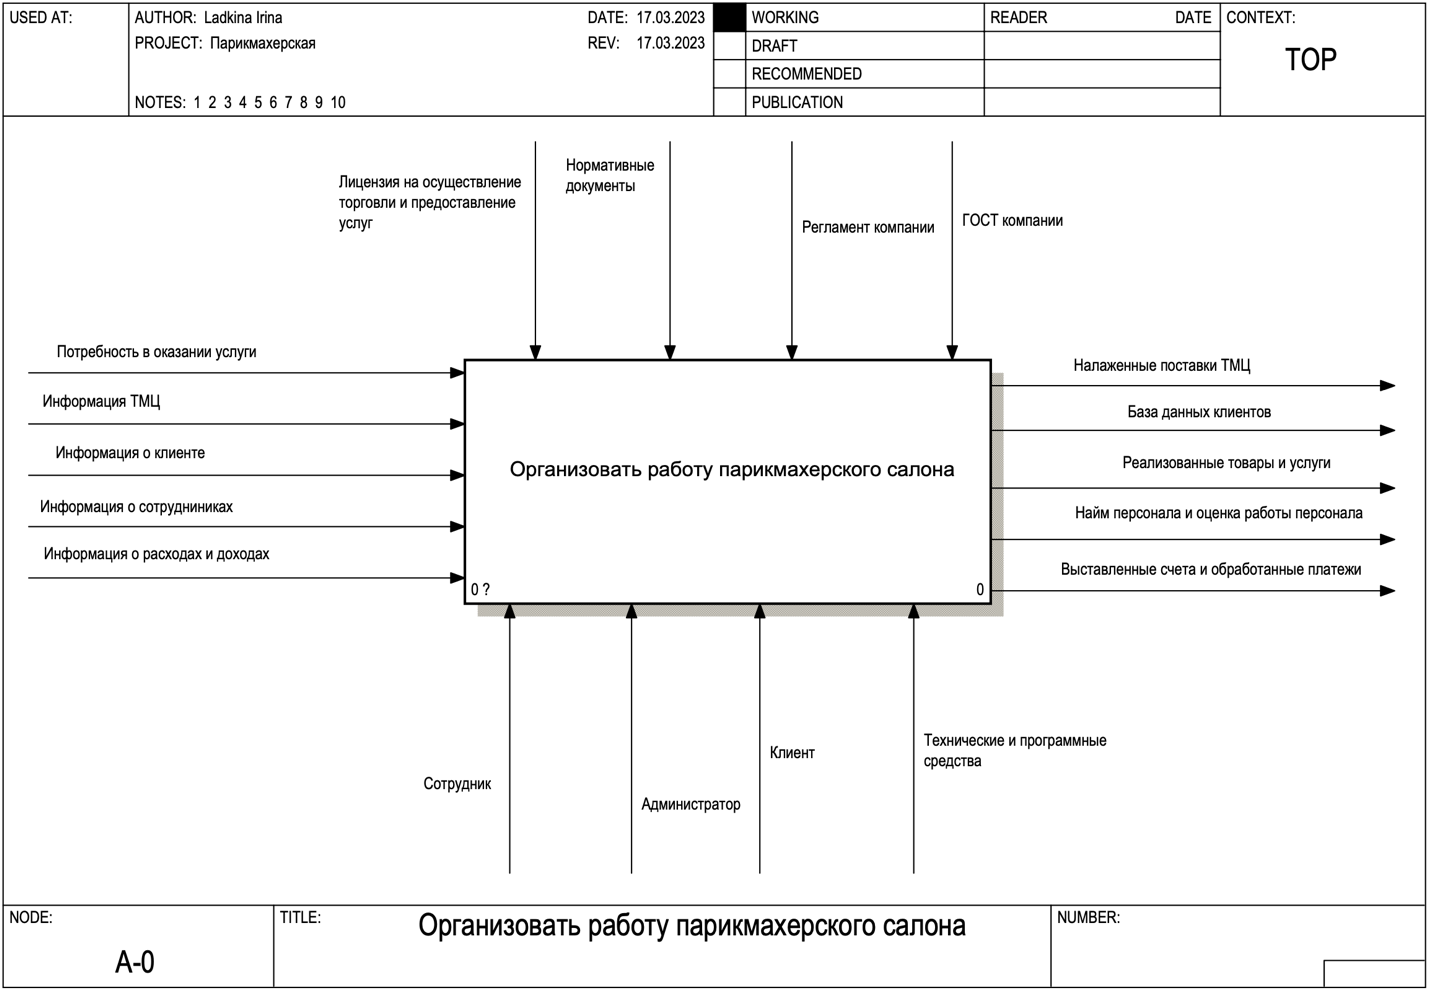 USED AT:
AUTHOR: Ladkina Irina
DATE: 17.03.2023
PROJECT: Парикмахерская
REV: 17.03.2023
NOTES: 1 2 3 4 5 6 7 8 9 10
WORKING
DRAFT
RECOMMENDED
PUBLICATION
READER DATE
CONTEXT:
TOP
Лицензия на осуществление
торговли и предоставление
услуг
Нормативные
документы
Регламент компании
ГОСТ компании
Потребность в оказании услуги
Информация ТМЦ
Информация о клиенте
Информация о сотрудниниках
Информация о расходах и доходах
Организовать работу парикмахерского салона
0 ?
0
Налаженные поставки ТМЦ
База данных клиентов
Реализованные товары и услуги
Найм персонала и оценка работы персонала
Выставленные счета и обработанные платежи
Сотрудник
Администратор
Клиент
Технические и программные
средства
NODE:
A-0
TITLE:
Организовать работу парикмахерского салона
NUMBER: